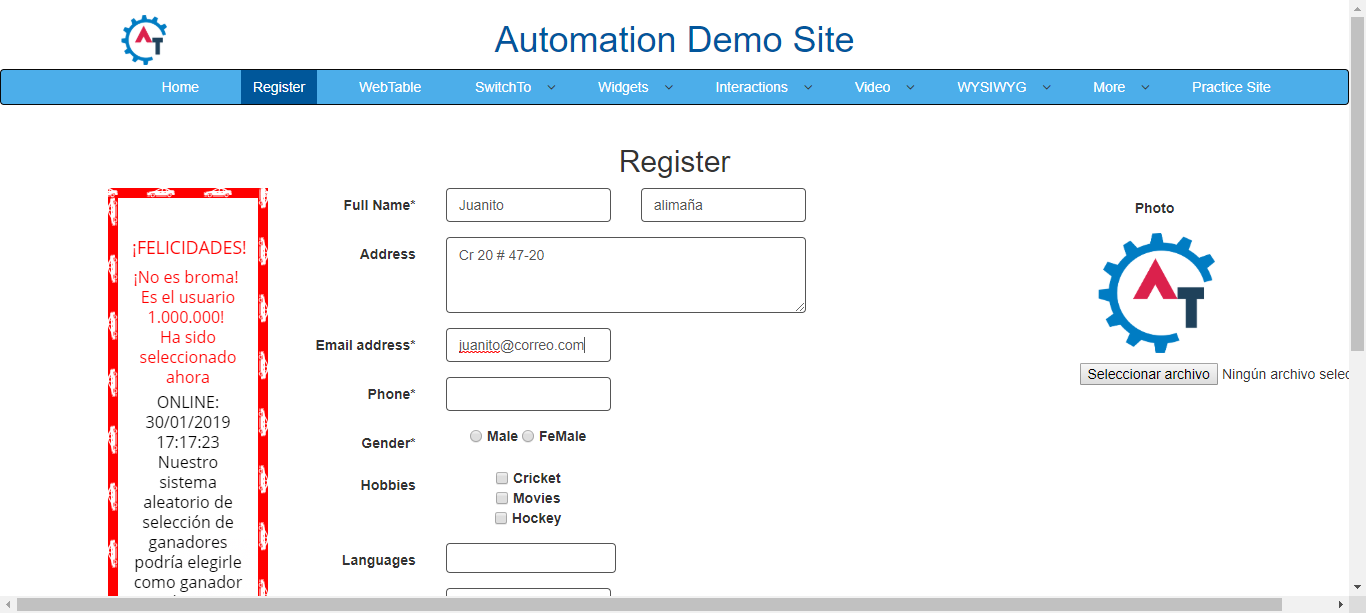 AT
Automation Demo Site
Home Register WebTable SwitchTo Widgets Interactions Video WYSIWYG More Practice Site
Register
¡FELICIDADES!
¡No es broma!
Es el usuario
1.000.000!
Ha sido
seleccionado
ahora
ONLINE:
30/01/2019
17:17:23
Nuestro
sistema
aleatorio de
selección de
ganadores
podría elegirle
como ganador
Full Name* Juanito alimaña
Address Cr 20 # 47-20
Email address* juanito@correo.com
Phone*
Gender* Male FeMale
Hobbies Cricket
Movies
Hockey
Languages
Photo
AT
Seleccionar archivo Ningún archivo selec